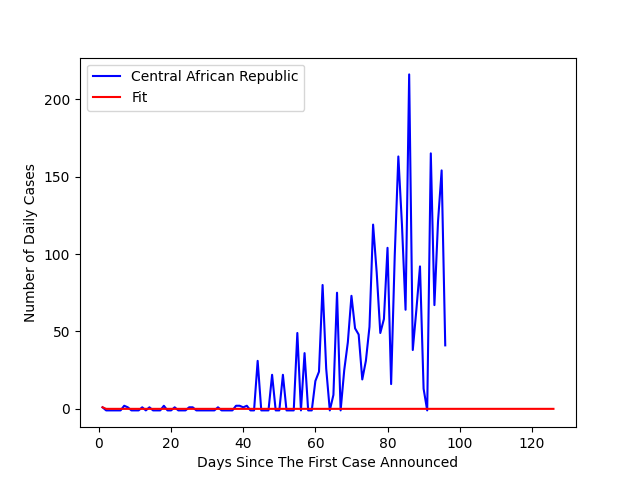 Central African Republic
Fit
Number of Daily Cases
200
150
100
50
0
0 20 40 60 80 100 120
Days Since The First Case Announced